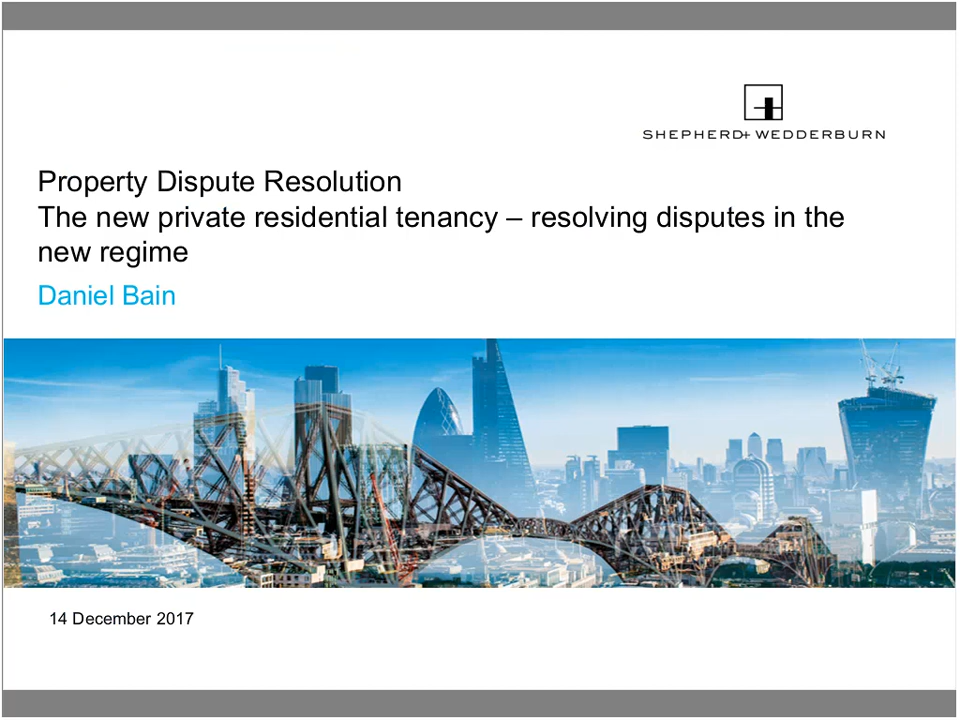 SHEPHERD+ WEDDERBURN
Property Dispute Resolution
The new private residential tenancy – resolving disputes in the
new regime
Daniel Bain
14 December 2017